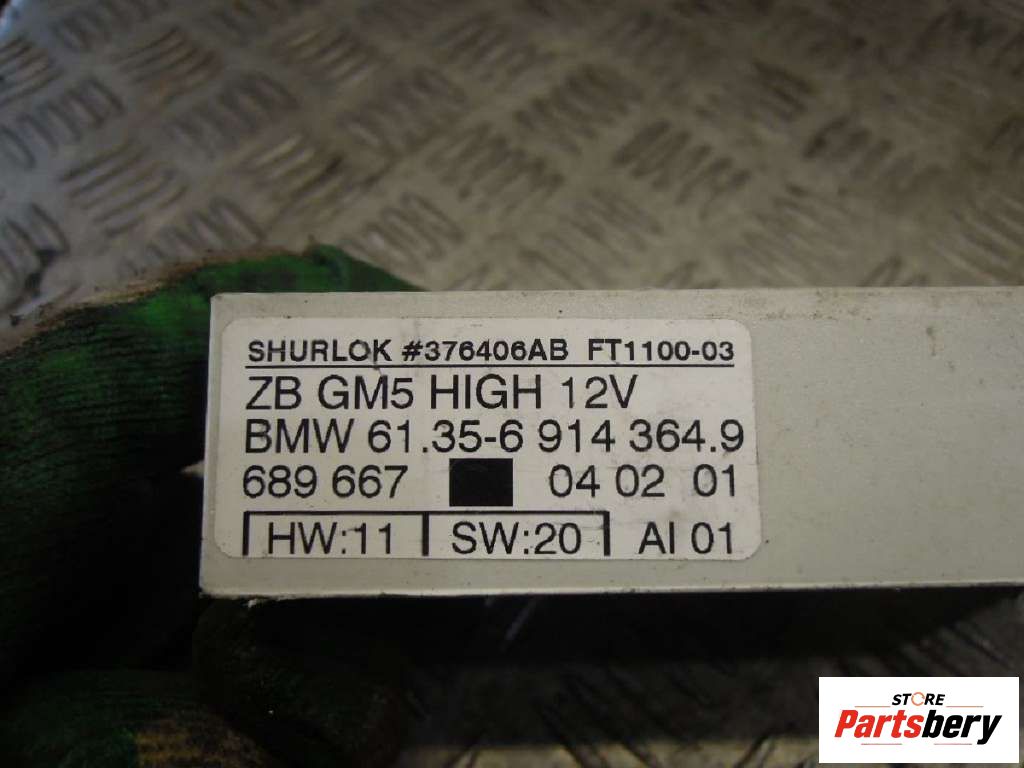 SHURLOK #376406AB FT1100-03
ZB GM5 HIGH 12V
BMW 61.35-6 914 364.9
689 667 04 02 01
HW:11 SW:20 AI 01
STORE
Partsbery